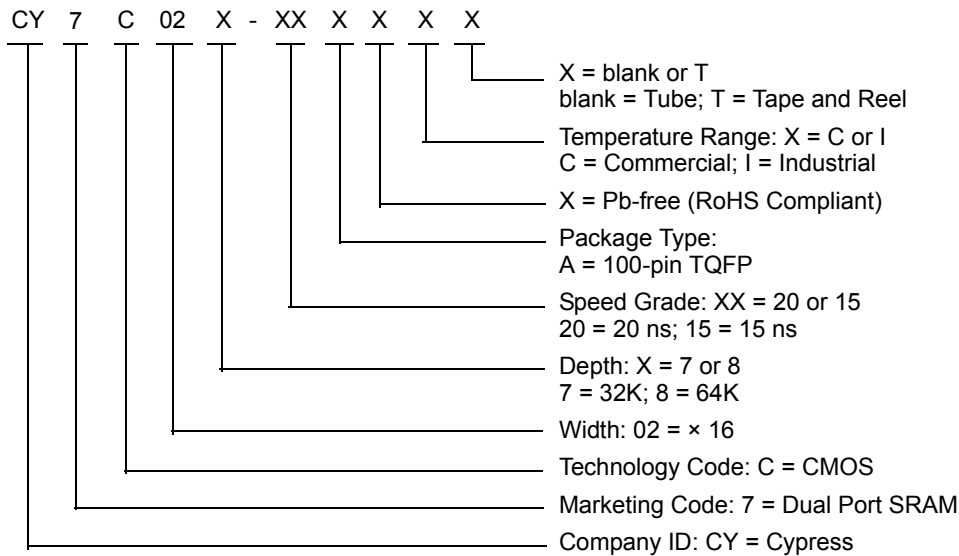 CY 7 C 02 X - XX X X X X
X = blank or T
blank = Tube; T = Tape and Reel
Temperature Range: X = C or I
C = Commercial; I = Industrial
X = Pb-free (RoHS Compliant)
Package Type:
A = 100-pin TQFP
Speed Grade: XX = 20 or 15
20 = 20 ns; 15 = 15 ns
Depth: X = 7 or 8
7 = 32K; 8 = 64K
Width: 02 = × 16
Technology Code: C = CMOS
Marketing Code: 7 = Dual Port SRAM
Company ID: CY = Cypress